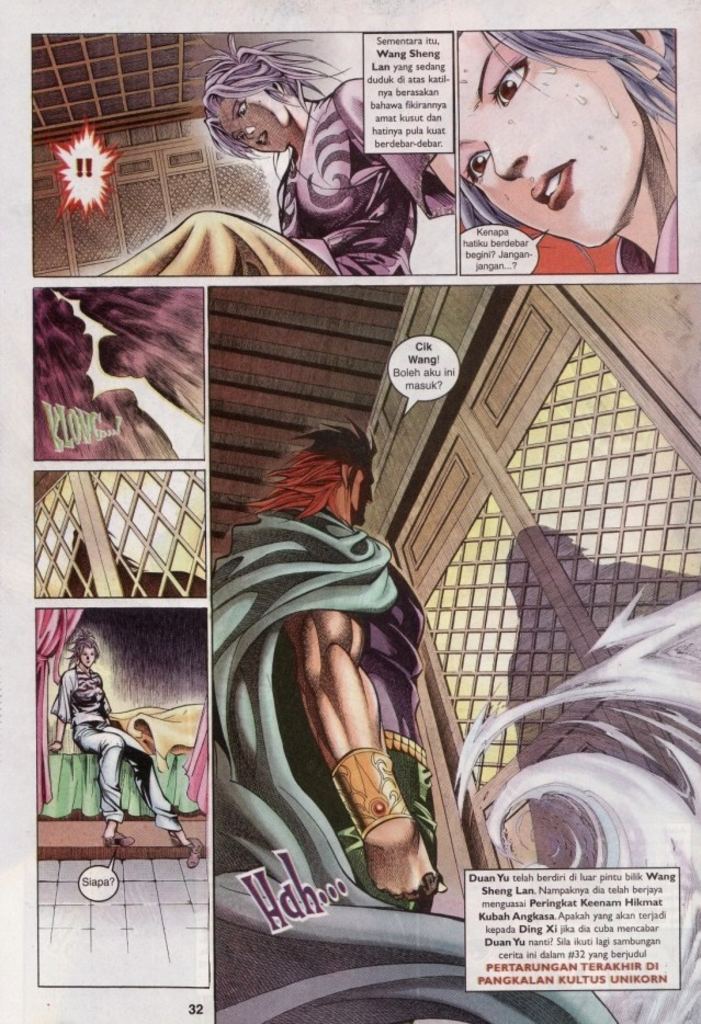 Sementara itu,
Wang Sheng
Lan yang sedang
duduk di atas katil-
nya berasakan
bahawa fikirannya
amat kusut dan
hatinya pula kuat
berdebar-debar.
!!
Kenapa
hatiku berdebar
begini? Jangan-
jangan...?
KLONG...
Cik
Wang!
Boleh aku ini
masuk?
Siapa?
Hah...
Duan Yu telah berdiri di luar pintu bilik Wang
Sheng Lan. Nampaknya dia telah berjaya
menguasai Peringkat Keenam Hikmat
Kubah Angkasa. Apakah yang akan terjadi
kepada Ding Xi jika dia cuba mencabar
Duan Yu nanti? Sila ikuti lagi sambungan
cerita ini dalam #32 yang berjudul
PERTARUNGAN TERAKHIR DI
PANGKALAN KULTUS UNIKORN
32